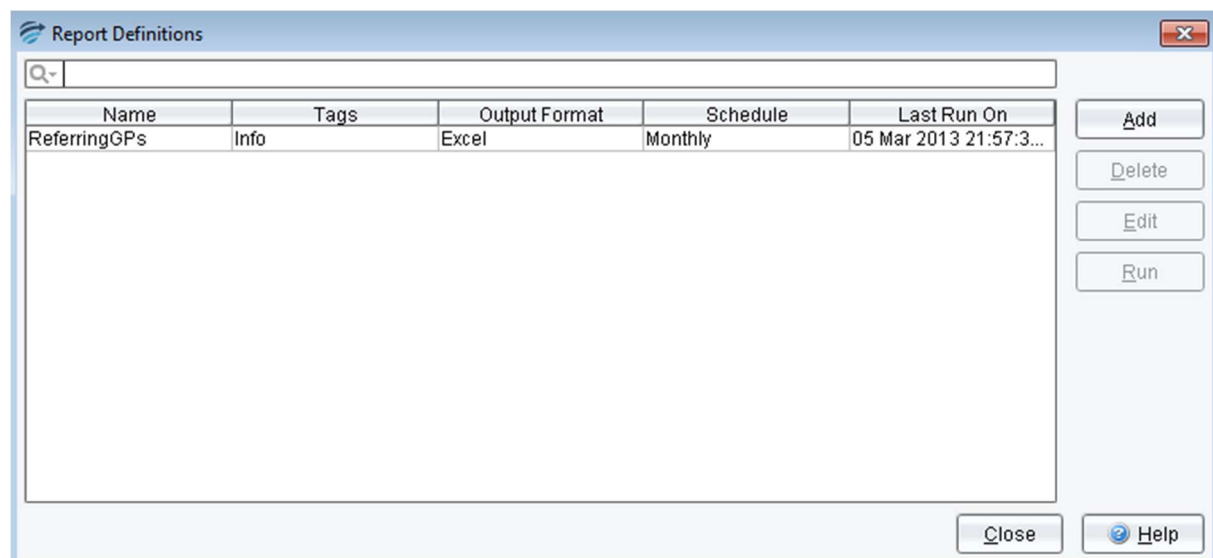 Report Definitions
Name Tags Output Format Schedule Last Run On
ReferringGPs Info Excel Monthly 05 Mar 2013 21:57:3...
Add
Delete
Edit
Run
Close Help